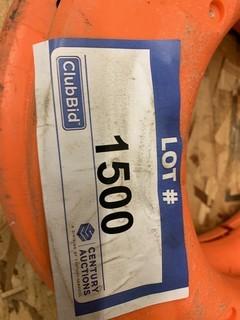 LOT #
1500
ClubBid
CENTURY
AUCTIONS